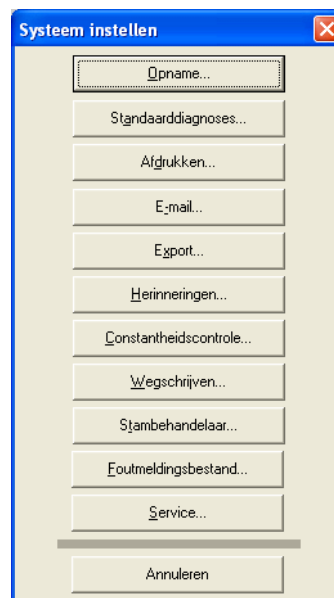 Systeem instellen
Opname...
Standaarddiagnoses...
Afdrukken...
E-mail...
Export...
Herinneringen...
Constantheidscontrole...
Wegschrijven...
Stambehandelaar...
Foutmeldingsbestand...
Service...
Annuleren